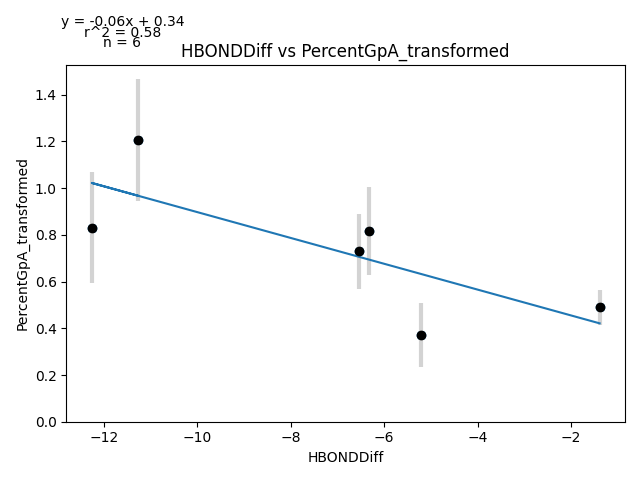 y = -0.06x + 0.34
r^2 = 0.58
n = 6
HBONDDiff vs PercentGpA_transformed
PercentGpA_transformed
1.4
1.2
1.0
0.8
0.6
0.4
0.2
0.0
−12
−10
−8
−6
−4
−2
HBONDDiff